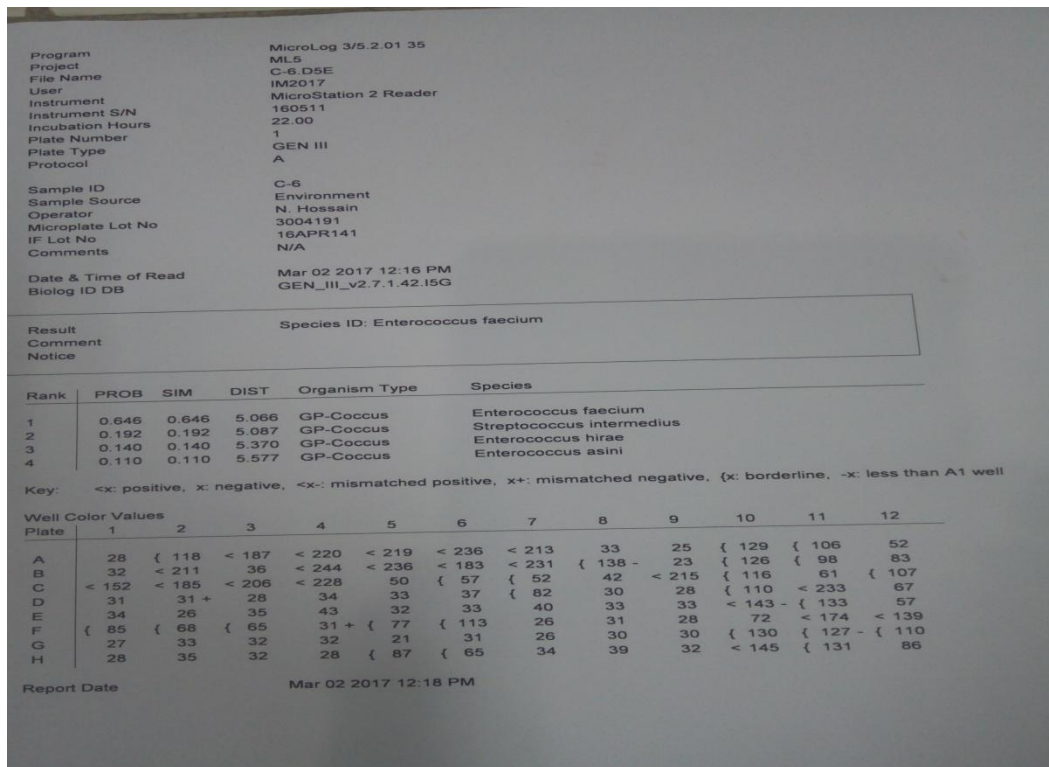 Program MicroLog 3/5.2.01 35
Project ML5
File Name C-6.D5E
User IM2017
Instrument MicroStation 2 Reader
Instrument S/N 160511
Incubation Hours 22.00
Plate Number 1
Plate Type GEN III
Protocol A
Sample ID C-6
Sample Source Environment
Operator N. Hossain
Microplate Lot No 3004191
IF Lot No 16APR141
Comments N/A
Date & Time of Read Mar 02 2017 12:16 PM
Biolog ID DB GEN_III_v2.7.1.42.I5G
Result Species ID: Enterococcus faecium
Comment
Notice
Rank PROB SIM DIST Organism Type Species
1 0.646 0.646 5.066 GP-Coccus Enterococcus faecium
2 0.192 0.192 5.087 GP-Coccus Streptococcus intermedius
3 0.140 0.140 5.370 GP-Coccus Enterococcus hirae
4 0.110 0.110 5.577 GP-Coccus Enterococcus asini
Key: <x: positive, x: negative, <x-: mismatched positive, x+: mismatched negative, {x: borderline, -x: less than A1 well
Well Color Values
Plate 1 2 3 4 5 6 7 8 9 10 11 12
A 28 { 118 < 187 < 220 < 219 < 236 < 213 33 25 { 129 { 106 52
B 32 < 211 36 < 244 < 236 < 183 < 231 { 138 - 23 { 126 { 98 83
C < 152 < 185 < 206 < 228 50 { 57 { 52 42 < 215 { 116 61 { 107
D 31 31 + 28 34 33 37 { 82 30 28 { 110 < 233 67
E 34 26 35 43 32 33 40 33 33 < 143 - { 133 57
F { 85 { 68 { 65 31 + { 77 { 113 26 31 28 72 < 174 < 139
G 27 33 32 32 21 31 26 30 30 { 130 { 127 - { 110
H 28 35 32 28 { 87 { 65 34 39 32 < 145 { 131 86
Report Date Mar 02 2017 12:18 PM